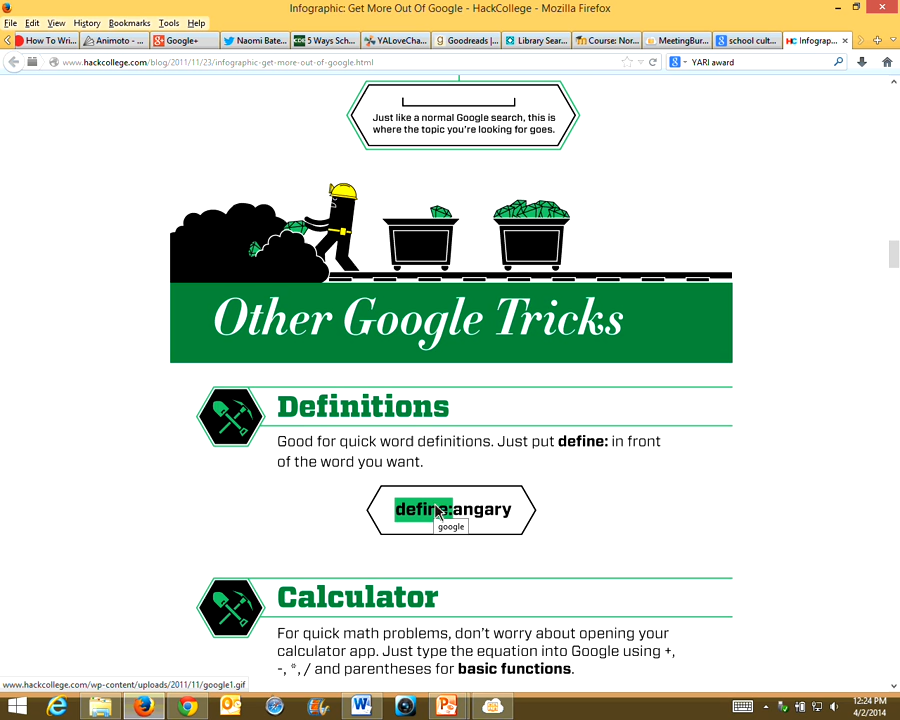 Infographic: Get More Out Of Google - HackCollege - Mozilla Firefox
File Edit View History Bookmarks Tools Help
How To Wri... Animoto - ... Google+ Twitter Naomi Bate... CDE 5 Ways Sch... YALoveCha... Goodreads |... Library Sear... Course: Nor... MeetingBur... school cult... HC Infograp...
www.hackcollege.com/blog/2011/11/23/infographic-get-more-out-of-google.html
YARI award
Just like a normal Google search, this is
where the topic you're looking for goes.
Other Google Tricks
Definitions
Good for quick word definitions. Just put define: in front
of the word you want.
define:angary
google
Calculator
For quick math problems, don't worry about opening your
calculator app. Just type the equation into Google using +,
-, *, / and parentheses for basic functions.
www.hackcollege.com/wp-content/uploads/2011/11/google1.gif
12:24 PM
4/2/2014